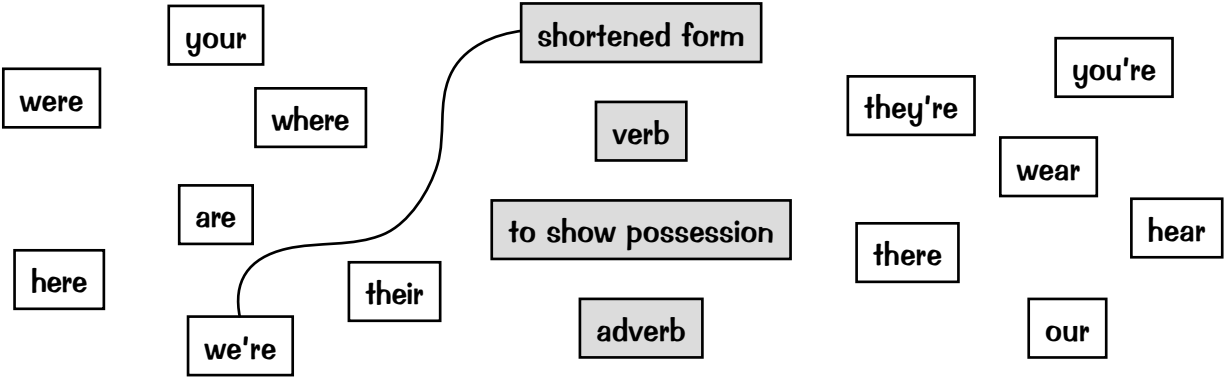 your
were
where
are
here
their
we're
shortened form
verb
to show possession
adverb
you're
they're
wear
hear
there
our